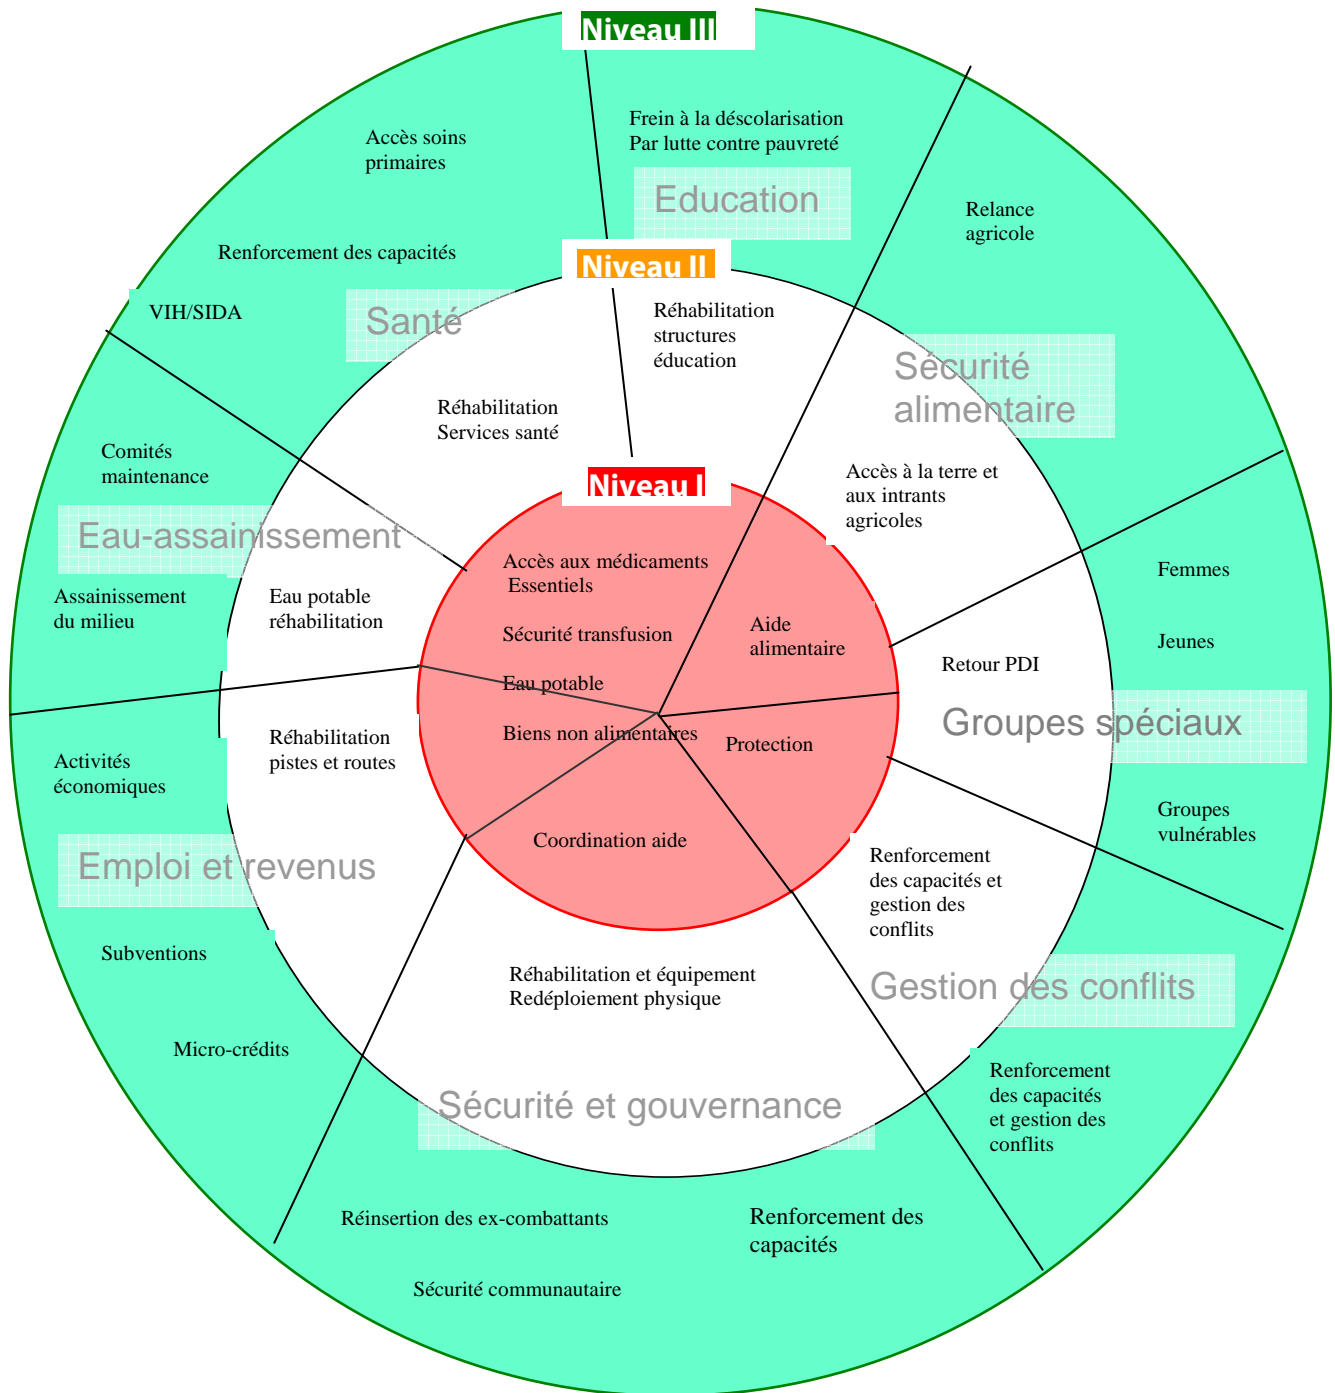 Niveau III
Frein à la déscolarisation
Par lutte contre pauvreté
Education
Accès soins
primaires
Renforcement des capacités
VIH/SIDA
Santé
Relance
agricole
Niveau II
Réhabilitation
structures
éducation
Sécurité
alimentaire
Réhabilitation
Services santé
Accès à la terre et
aux intrants
agricoles
Comités
maintenance
Eau-assainissement
Assainissement
du milieu
Eau potable
réhabilitation
Niveau I
Accès aux médicaments
Essentiels
Sécurité transfusion
Eau potable
Biens non alimentaires
Aide
alimentaire
Protection
Coordination aide
Femmes
Jeunes
Retour PDI
Groupes spéciaux
Groupes
vulnérables
Réhabilitation
pistes et routes
Activités
économiques
Emploi et revenus
Subventions
Micro-crédits
Renforcement
des capacités et
gestion des
conflits
Gestion des conflits
Renforcement
des capacités
et gestion des
conflits
Réhabilitation et équipement
Redéploiement physique
Sécurité et gouvernance
Réinsertion des ex-combattants
Renforcement des
capacités
Sécurité communautaire